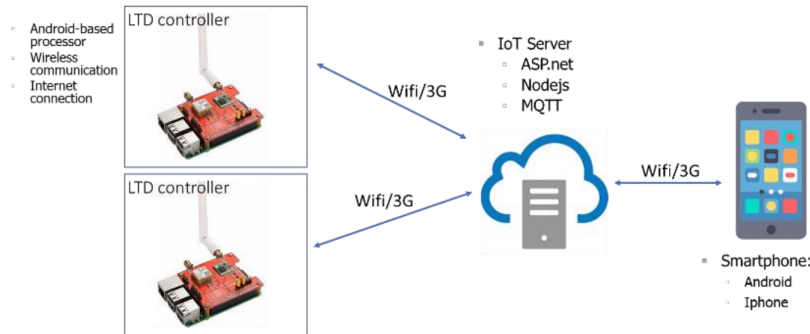 LTD controller
Android-based
processor
Wireless
communication
Internet
connection
Wifi/3G
IoT Server
ASP.net
Nodejs
MQTT
LTD controller
Wifi/3G
Wifi/3G
Smartphone:
Android
Iphone